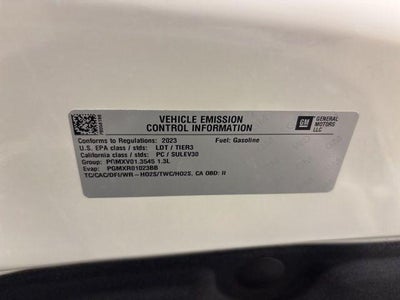 VEHICLE EMISSION
CONTROL INFORMATION
GM
GENERAL MOTORS
LLC
Conforms to Regulations: 2023 Fuel: Gasoline
U.S. EPA class / stds: LDT / TIER3
California class / stds: PC / SULEV30
Group: PGMXV01.3545 1.3L
Evap: PGMXR0102388
TC/CAC/DFI/WR-HO2S/TWC/HO2S, CA OBD: II